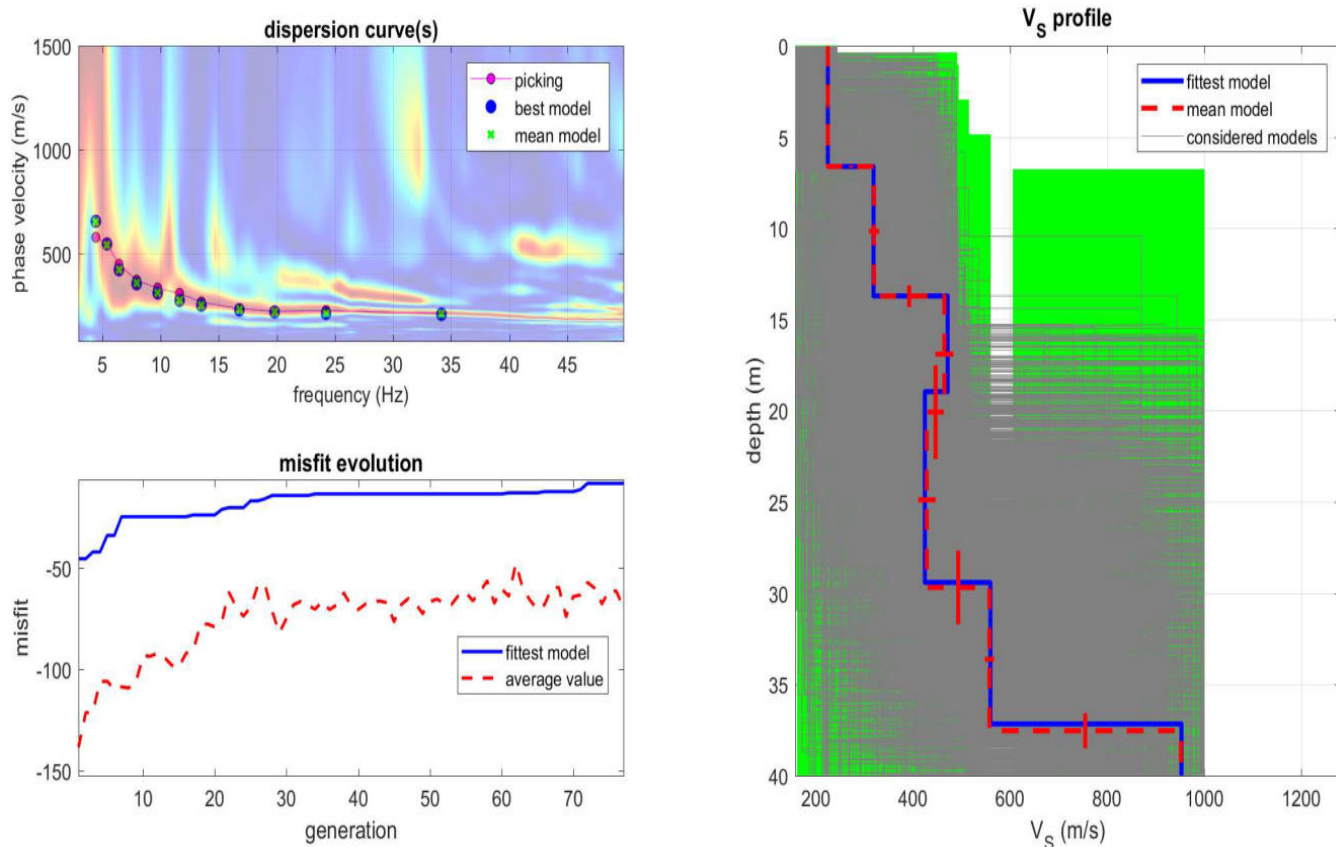 dispersion curve(s)
1500
1000
500
phase velocity (m/s)
picking
best model
mean model
5 10 15 20 25 30 35 40 45
frequency (Hz)
misfit evolution
-50
-100
-150
misfit
fittest model
average value
10 20 30 40 50 60 70
generation
V_S profile
0
5
10
15
20
25
30
35
40
depth (m)
fittest model
mean model
considered models
200 400 600 800 1000 1200
V_S (m/s)